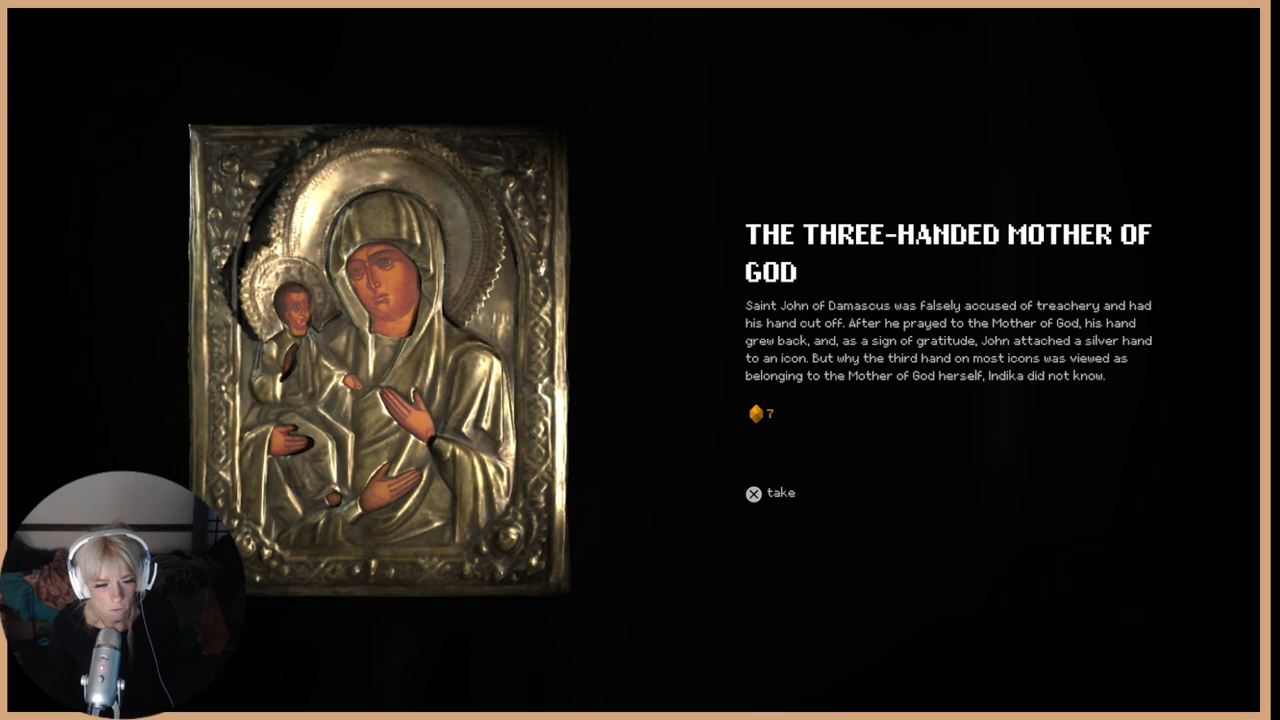 THE THREE-HANDED MOTHER OF
GOD
Saint John of Damascus was falsely accused of treachery and had
his hand cut off. After he prayed to the Mother of God, his hand
grew back, and, as a sign of gratitude, John attached a silver hand
to an icon. But why the third hand on most icons was viewed as
belonging to the Mother of God herself, Indika did not know.
7
take